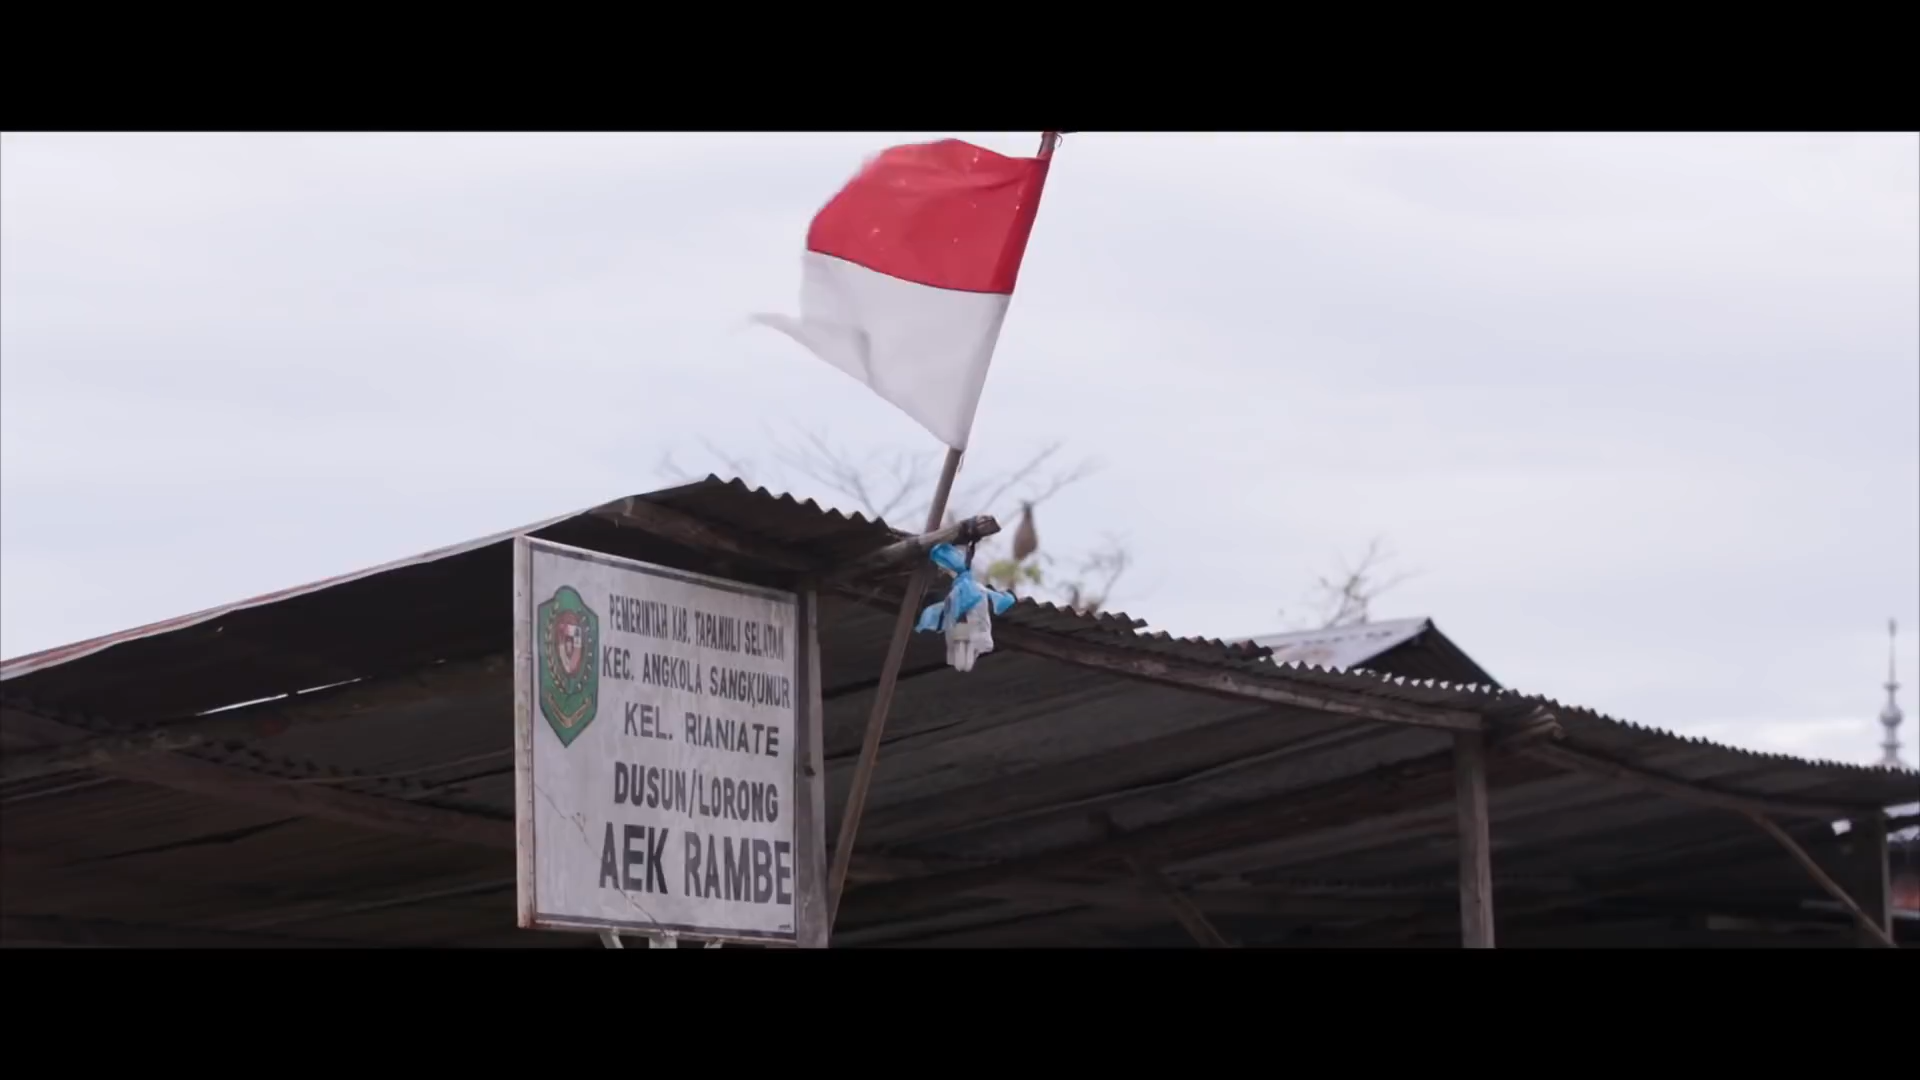 PEMERINTAH KAB. TAPANULI SELATAN
KEC. ANGKOLA SANGKUNUR
KEL. RIANIATE
DUSUN/LORONG
AEK RAMBE